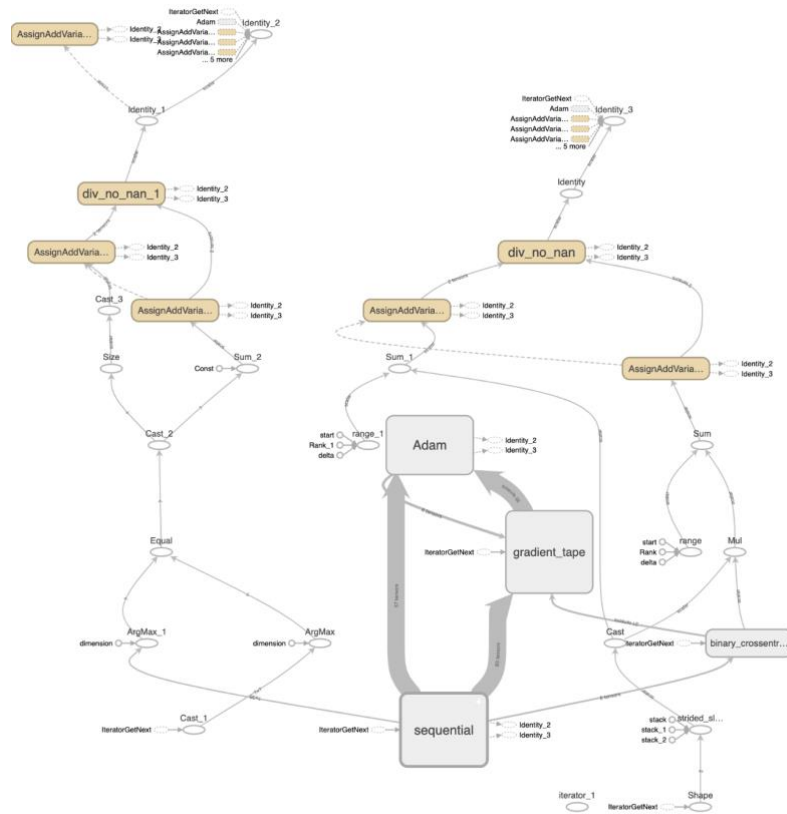 IteratorGetNext
Adam
AssignAddVaria...
AssignAddVaria...
AssignAddVaria...
... 5 more
Identity_2
AssignAddVaria...
Identity_2
Identity_3
Identity_1
IteratorGetNext
Adam
AssignAddVaria...
AssignAddVaria...
... 5 more
Identity_3
div_no_nan_1
Identity_2
Identity_3
Identity
AssignAddVaria...
Identity_2
Identity_3
div_no_nan
Identity_2
Identity_3
Cast_3
AssignAddVaria...
Identity_2
Identity_3
AssignAddVaria...
Identity_2
Identity_3
Size
Const
Sum_2
Sum_1
AssignAddVaria...
Identity_2
Identity_3
Cast_2
start
Rank_1
delta
range_1
Adam
Identity_2
Identity_3
Sum
Equal
IteratorGetNext
gradient_tape
start
Rank
delta
range
Mul
dimension
ArgMax_1
dimension
ArgMax
Cast
IteratorGetNext
binary_crossentr...
IteratorGetNext
Cast_1
IteratorGetNext
sequential
Identity_2
Identity_3
stack
stack_1
stack_2
strided_sl...
iterator_1
IteratorGetNext
Shape